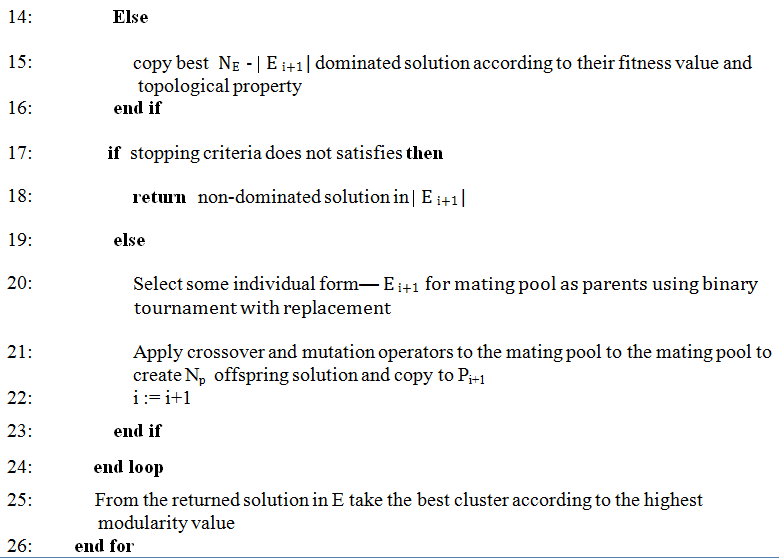 14: Else
15: copy best N_E - | E_i+1 | dominated solution according to their fitness value and
topological property
16: end if
17: if stopping criteria does not satisfies then
18: return non-dominated solution in | E_i+1 |
19: else
20: Select some individual form— E_i+1 for mating pool as parents using binary
tournament with replacement
21: Apply crossover and mutation operators to the mating pool to the mating pool to
create N_p offspring solution and copy to P_i+1
22: i := i+1
23: end if
24: end loop
25: From the returned solution in E take the best cluster according to the highest
modularity value
26: end for